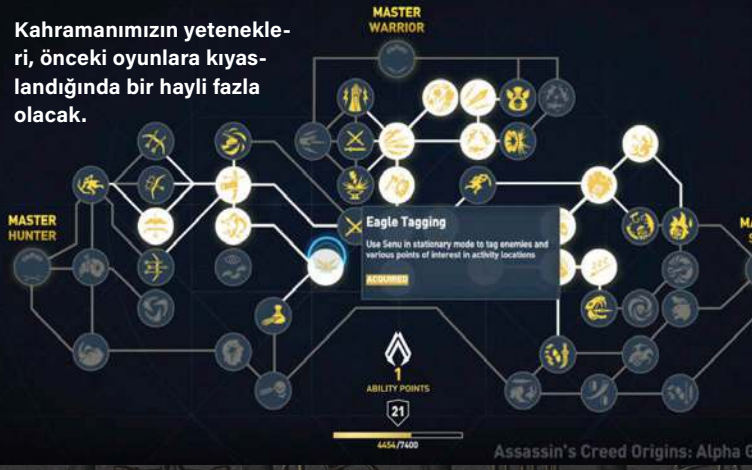 Kahramanımızın yetenekle-
ri, önceki oyunlara kıyas-
landığında bir hayli fazla
olacak.
MASTER
WARRIOR
MASTER
HUNTER
Eagle Tagging
Use Senu in stationary mode to tag enemies and
various points of interest in activity locations
ACQUIRED
1
ABILITY POINTS
21
4454/7400
Assassin's Creed Origins: Alpha